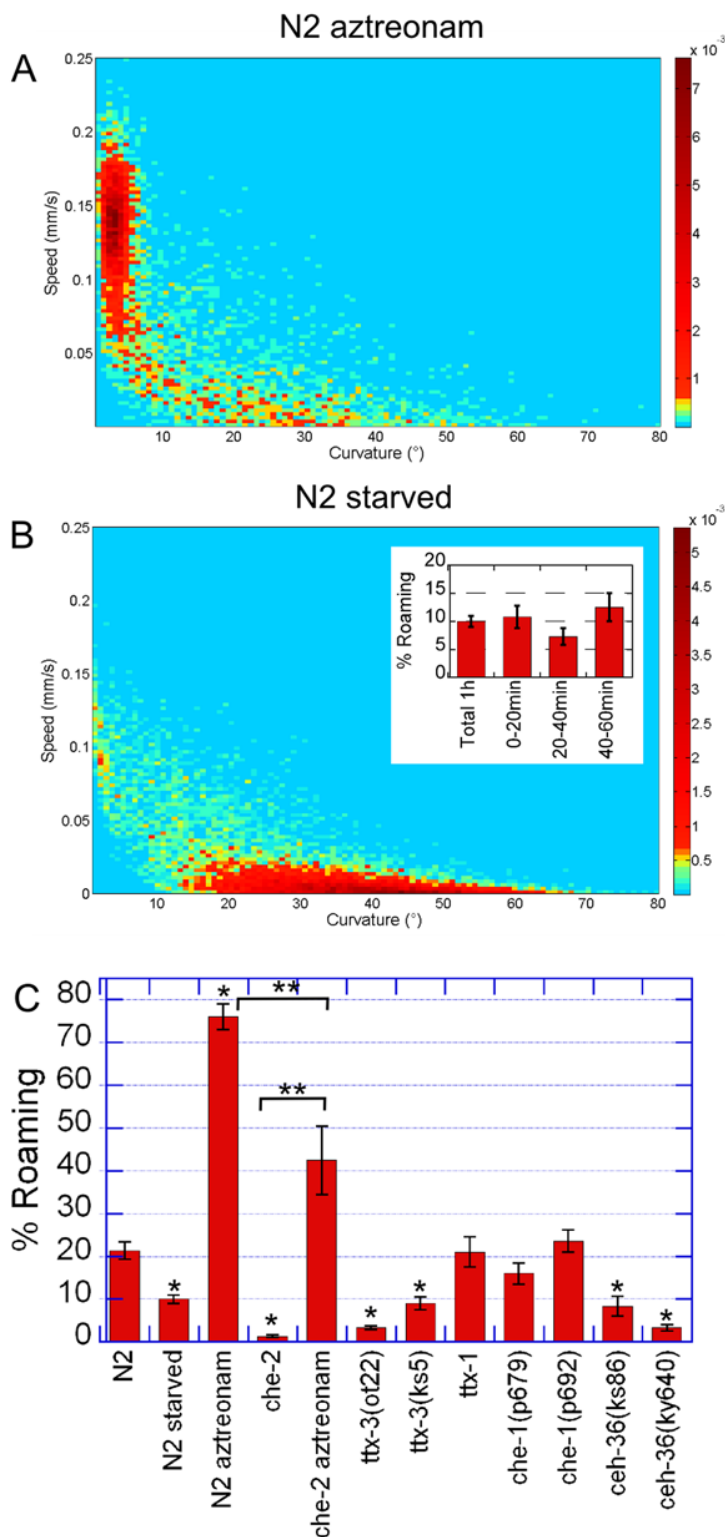 N2 aztreonam
A
Speed (mm/s)
0.25
0.2
0.15
0.1
0.05
10 20 30 40 50 60 70 80
Curvature (°)
x 10⁻³
7
6
5
4
3
2
1
N2 starved
B
Speed (mm/s)
0.25
0.2
0.15
0.1
0.05
0
10 20 30 40 50 60 70 80
Curvature (°)
x 10⁻³
5
4.5
4
3.5
3
2.5
2
1.5
1
0.5
% Roaming
20
15
10
5
0
Total 1h
0-20min
20-40min
40-60min
C
% Roaming
80
70
60
50
40
30
20
10
0
*
*
**
*
**
*
*
*
*
N2
N2 starved
N2 aztreonam
che-2
che-2 aztreonam
ttx-3(ot22)
ttx-3(ks5)
ttx-1
che-1(p679)
che-1(p692)
ceh-36(ks86)
ceh-36(ky640)